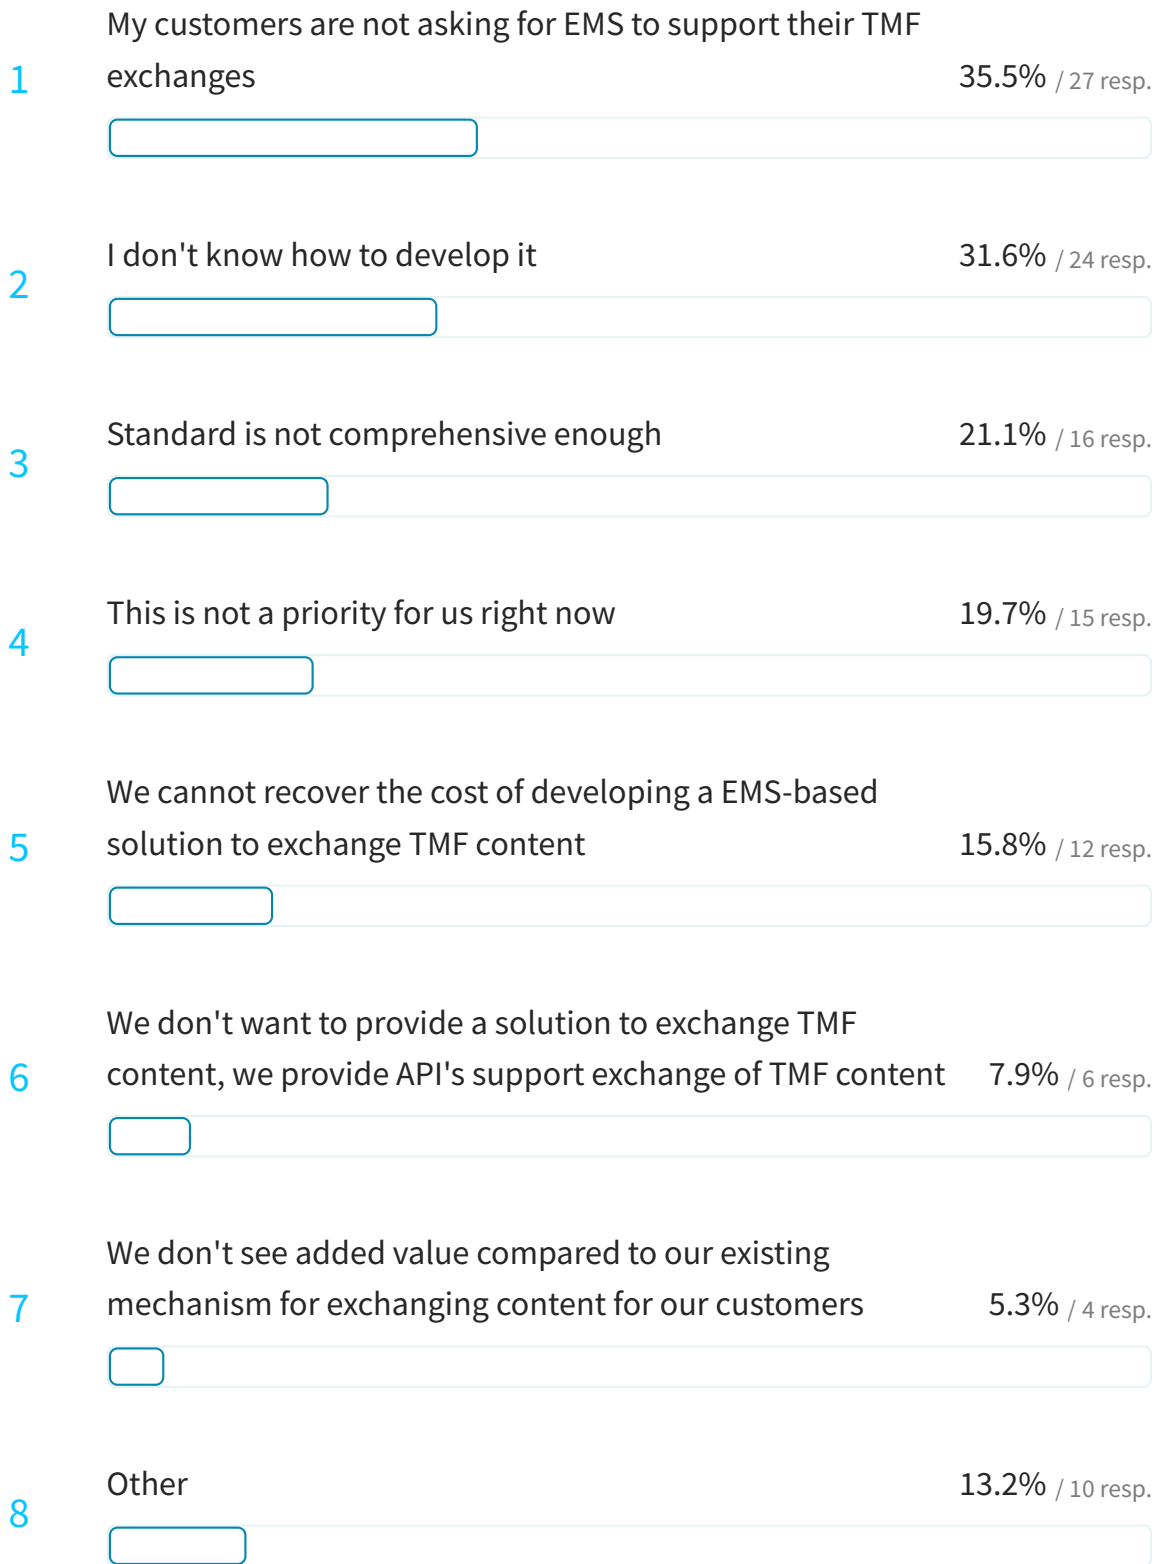 My customers are not asking for EMS to support their TMF
1 exchanges 35.5% / 27 resp.
2 I don't know how to develop it 31.6% / 24 resp.
3 Standard is not comprehensive enough 21.1% / 16 resp.
4 This is not a priority for us right now 19.7% / 15 resp.
We cannot recover the cost of developing a EMS-based
5 solution to exchange TMF content 15.8% / 12 resp.
We don't want to provide a solution to exchange TMF
6 content, we provide API's support exchange of TMF content 7.9% / 6 resp.
We don't see added value compared to our existing
7 mechanism for exchanging content for our customers 5.3% / 4 resp.
8 Other 13.2% / 10 resp.